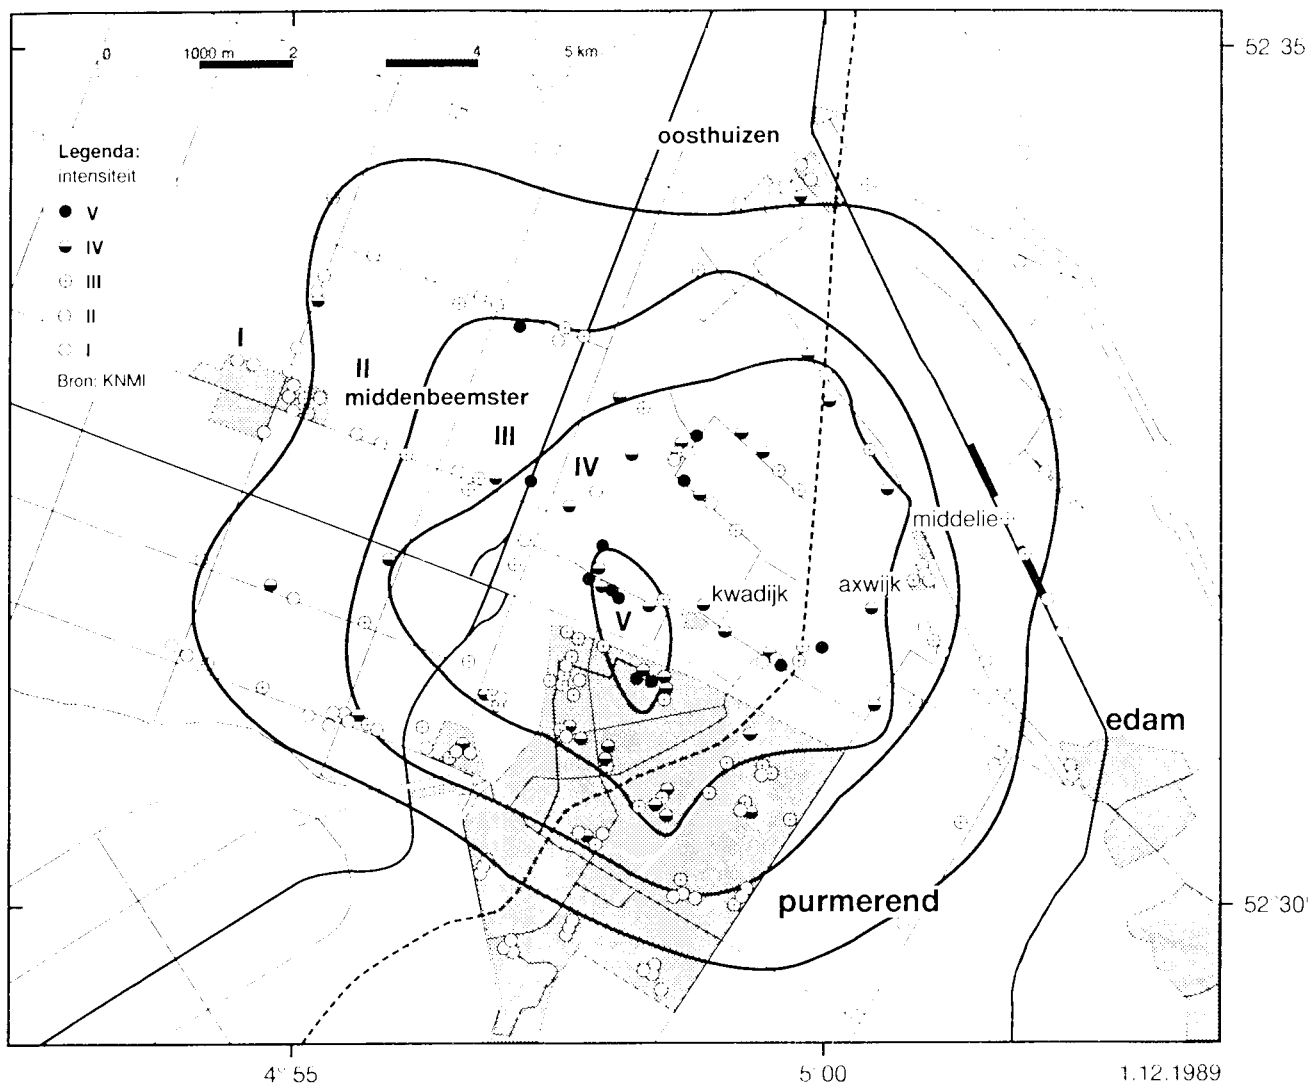 0 1000 m 2 4 5 km
52 35
oosthuizen
Legenda:
intensiteit
V
IV
III
II
I
Bron: KNMI
I
II
middenbeemster
III
IV
middelie
kwadijk
axwijk
V
edam
purmerend
52 30'
4° 55
5 00
1.12.1989